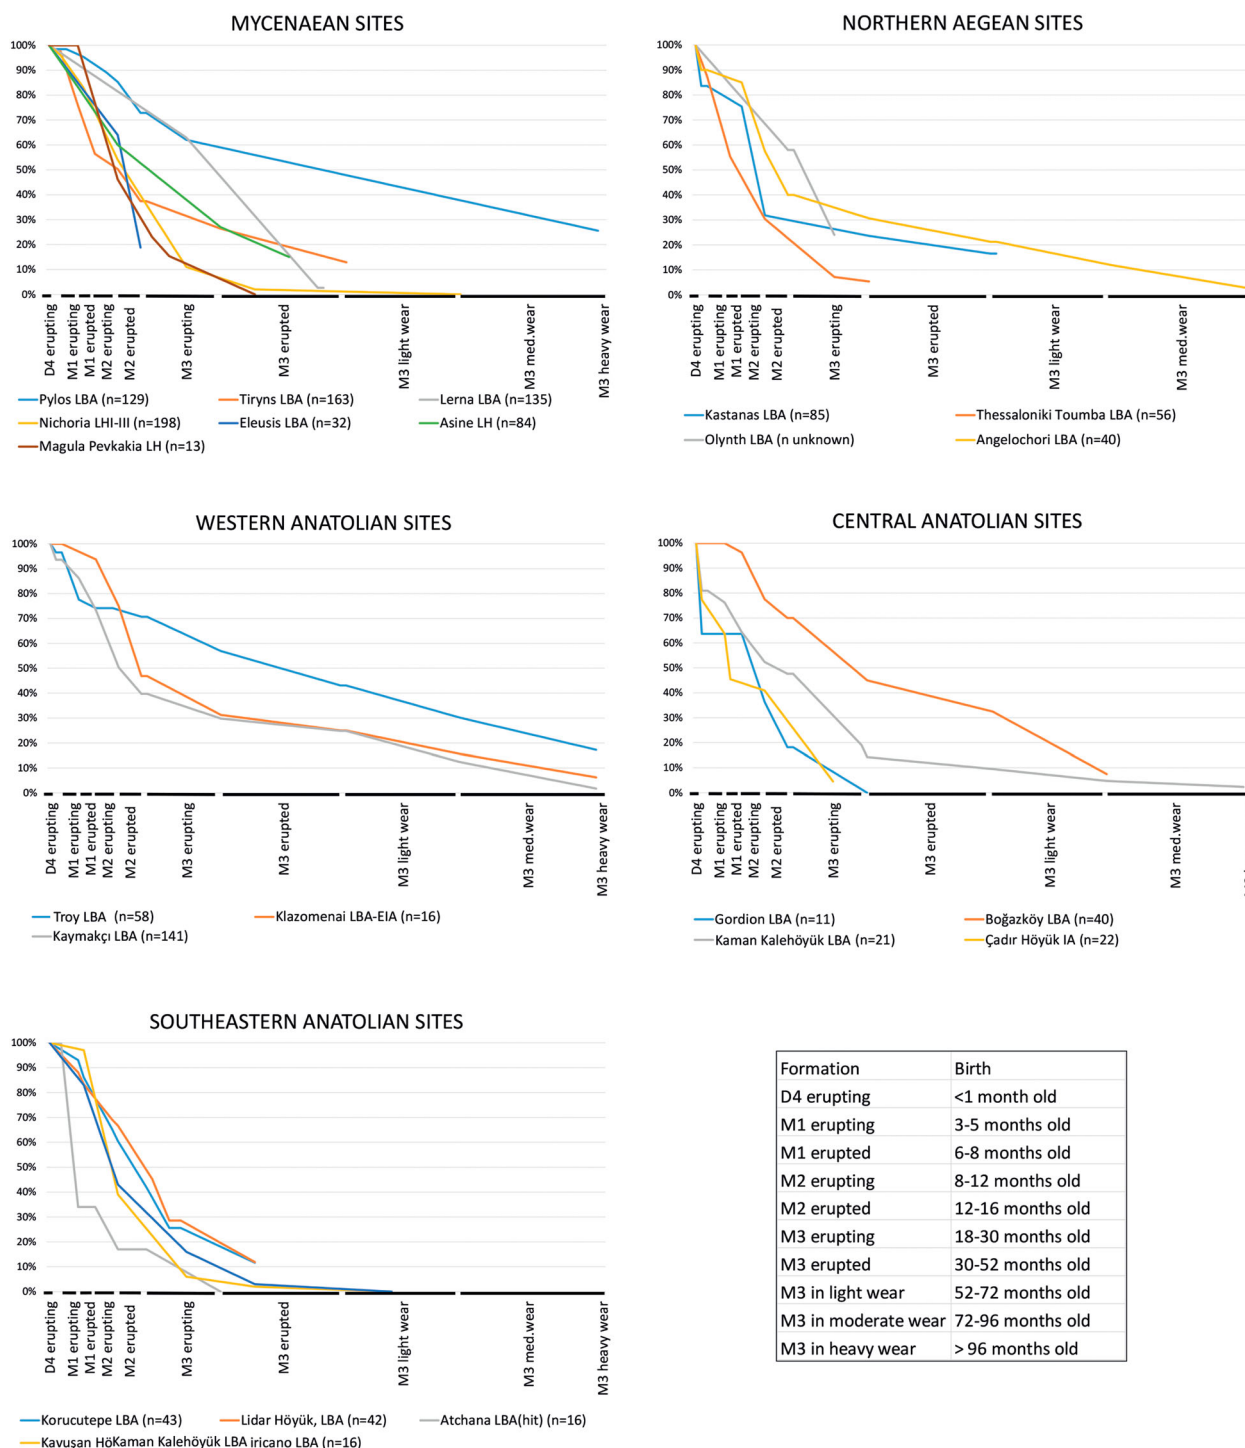 MYCENAEAN SITES
100%
90%
80%
70%
60%
50%
40%
30%
20%
10%
0%
D4 erupting
M1 erupting
M1 erupted
M2 erupting
M2 erupted
M3 erupting
M3 erupted
M3 light wear
M3 med.wear
M3 heavy wear
Pylos LBA (n=129) Tiryns LBA (n=163) Lerna LBA (n=135)
Nichoria LHI-III (n=198) Eleusis LBA (n=32) Asine LH (n=84)
Magula Pevkakia LH (n=13)
NORTHERN AEGEAN SITES
100%
90%
80%
70%
60%
50%
40%
30%
20%
10%
0%
D4 erupting
M1 erupting
M1 erupted
M2 erupting
M2 erupted
M3 erupting
M3 erupted
M3 light wear
M3 med.wear
Kastanas LBA (n=85) Thessaloniki Toumba LBA (n=56)
Olynth LBA (n unknown) Angelochori LBA (n=40)
WESTERN ANATOLIAN SITES
100%
90%
80%
70%
60%
50%
40%
30%
20%
10%
0%
D4 erupting
M1 erupting
M1 erupted
M2 erupting
M2 erupted
M3 erupting
M3 erupted
M3 light wear
M3 med.wear
M3 heavy wear
Troy LBA (n=58) Klazomenai LBA-EIA (n=16)
Kaymakçı LBA (n=141)
CENTRAL ANATOLIAN SITES
100%
90%
80%
70%
60%
50%
40%
30%
20%
10%
0%
D4 erupting
M1 erupting
M1 erupted
M2 erupting
M2 erupted
M3 erupting
M3 erupted
M3 light wear
M3 med.wear
Gordion LBA (n=11) Boğazköy LBA (n=40)
Kaman Kalehöyük LBA (n=21) Çadır Höyük IA (n=22)
SOUTHEASTERN ANATOLIAN SITES
100%
90%
80%
70%
60%
50%
40%
30%
20%
10%
0%
D4 erupting
M1 erupting
M1 erupted
M2 erupting
M2 erupted
M3 erupting
M3 erupted
M3 light wear
M3 med.wear
M3 heavy wear
Korucutepe LBA (n=43) Lidar Höyük, LBA (n=42) Atchana LBA(hit) (n=16)
Kavuşan HöKaman Kalehöyük LBA iricano LBA (n=16)
Formation Birth
D4 erupting <1 month old
M1 erupting 3-5 months old
M1 erupted 6-8 months old
M2 erupting 8-12 months old
M2 erupted 12-16 months old
M3 erupting 18-30 months old
M3 erupted 30-52 months old
M3 in light wear 52-72 months old
M3 in moderate wear 72-96 months old
M3 in heavy wear > 96 months old